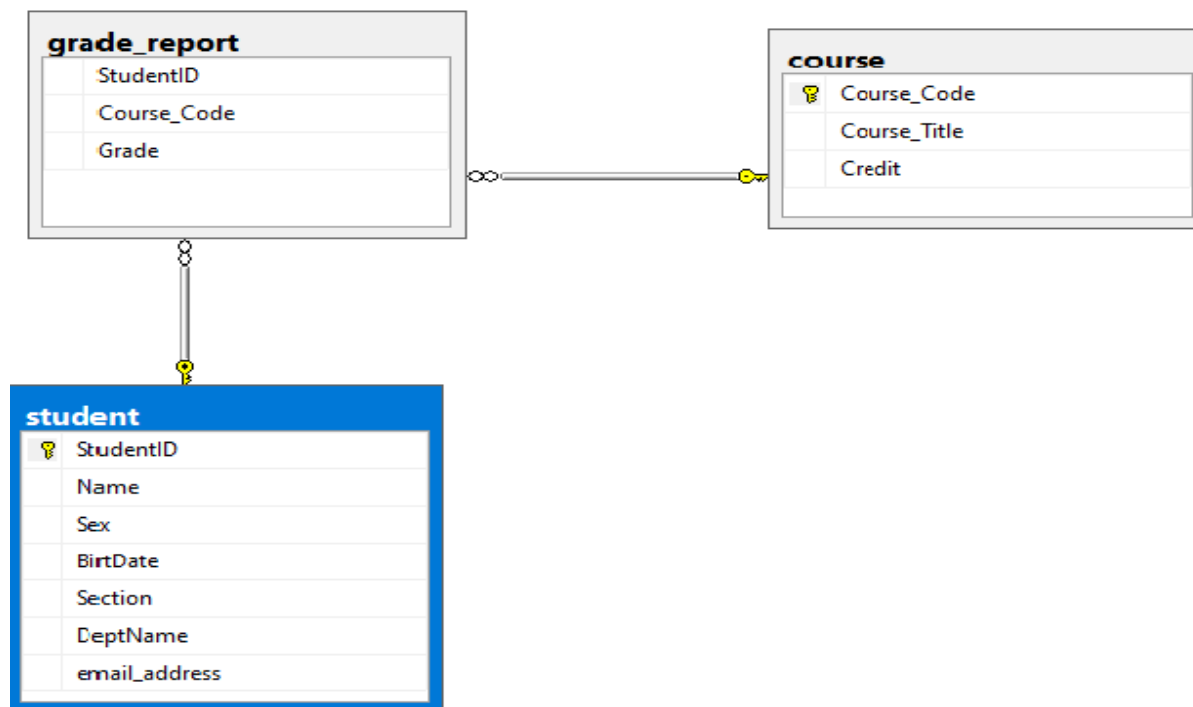 grade_report
StudentID
Course_Code
Grade
course
Course_Code
Course_Title
Credit
student
StudentID
Name
Sex
BirtDate
Section
DeptName
email_address